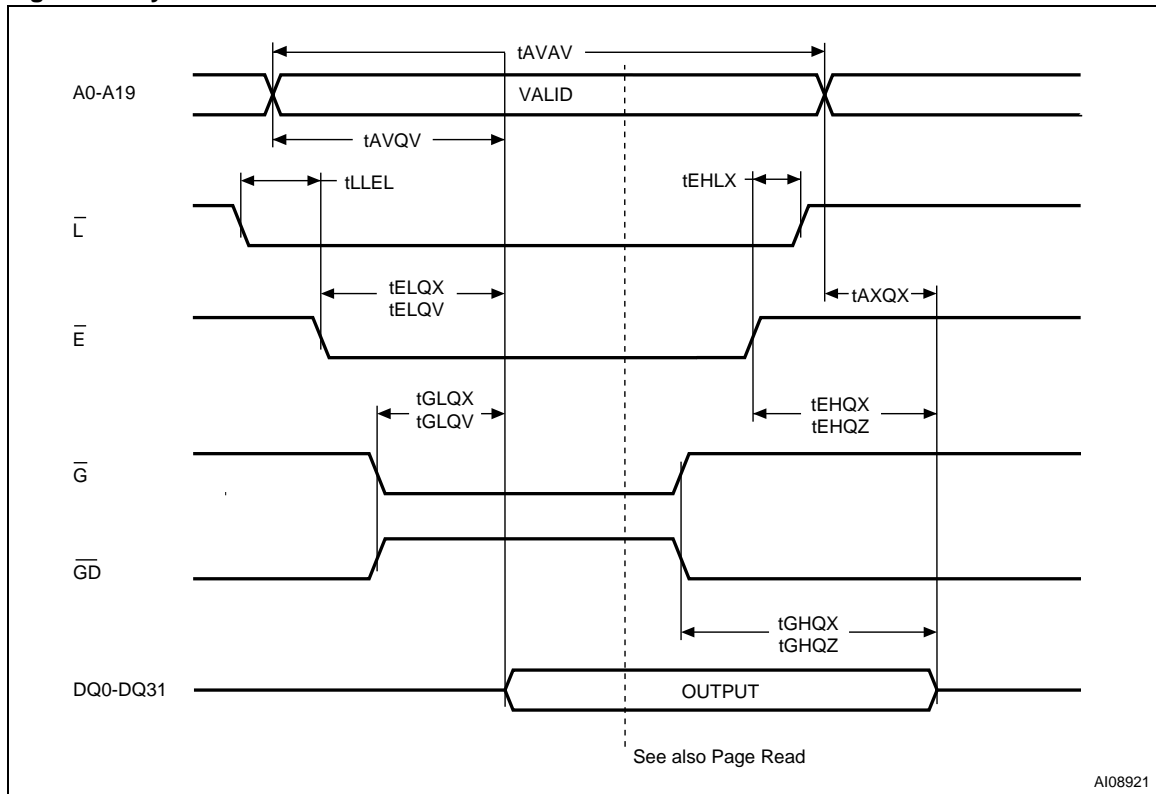 tAVAV
A0-A19
VALID
tAVQV
tLLEL
tEHLX
L̅
tELQX
tELQV
tAXQX
E̅
tGLQX
tGLQV
tEHQX
tEHQZ
G̅
G̅D̅
tGHQX
tGHQZ
DQ0-DQ31
OUTPUT
See also Page Read
AI08921